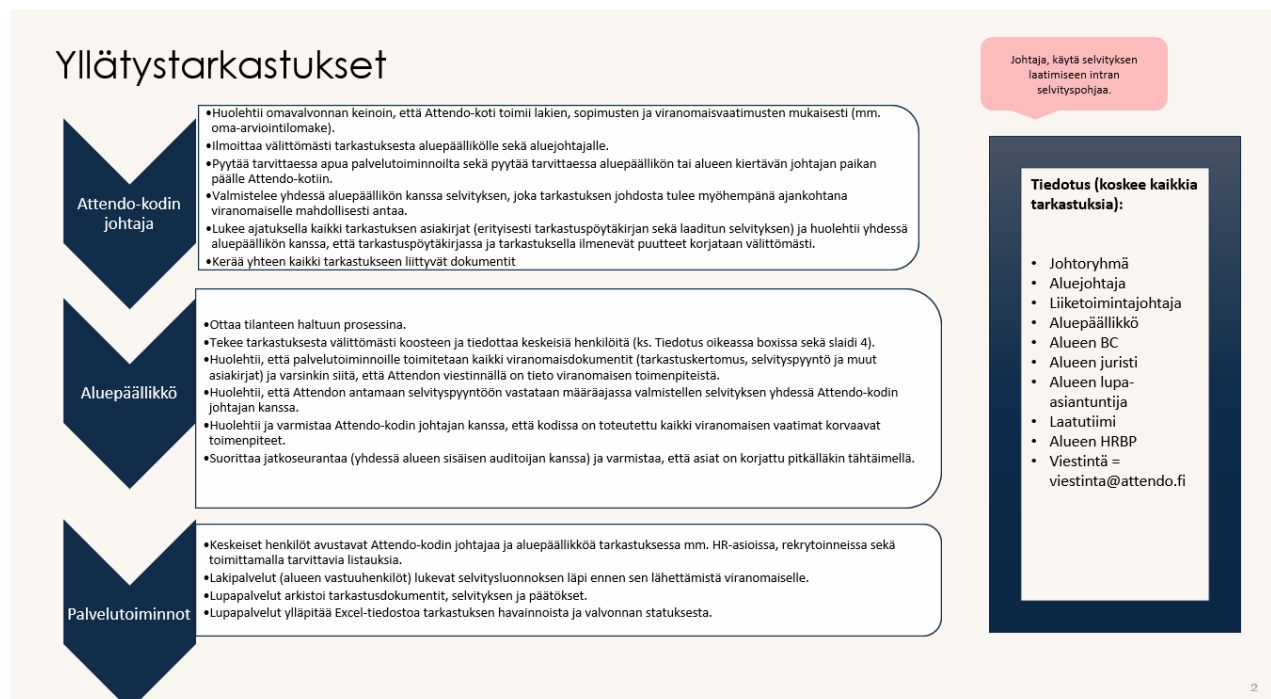 Yllätystarkastukset
Johtaja, käytä selvityksen
laatimiseen intran
selvityspohjaa.
Attendo-kodin
johtaja
•Huolehtii omavalvonnan keinoin, että Attendo-koti toimii lakien, sopimusten ja viranomaisvaatimusten mukaisesti (mm.
oma-arviointilomake).
•Ilmoittaa välittömästi tarkastuksesta aluepäällikölle sekä aluejohtajalle.
•Pyytää tarvittaessa apua palvelutoiminnoilta sekä pyytää tarvittaessa aluepäällikön tai alueen kiertävän johtajan paikan
päälle Attendo-kotiin.
•Valmistelee yhdessä aluepäällikön kanssa selvityksen, joka tarkastuksen johdosta tulee myöhempänä ajankohtana
viranomaiselle mahdollisesti antaa.
•Lukee ajatuksella kaikki tarkastuksen asiakirjat (erityisesti tarkastuspöytäkirjan sekä laaditun selvityksen) ja huolehtii yhdessä
aluepäällikön kanssa, että tarkastuspöytäkirjassa ja tarkastuksella ilmenevät puutteet korjataan välittömästi.
•Kerää yhteen kaikki tarkastukseen liittyvät dokumentit
Aluepäällikkö
•Ottaa tilanteen haltuun prosessina.
•Tekee tarkastuksesta välittömästi koosteen ja tiedottaa keskeisiä henkilöitä (ks. Tiedotus oikeassa boxissa sekä slaidi 4).
•Huolehtii, että palvelutoiminnoille toimitetaan kaikki viranomaisdokumentit (tarkastuskertomus, selvityspyyntö ja muut
asiakirjat) ja varsinkin siitä, että Attendon viestinnällä on tieto viranomaisen toimenpiteistä.
•Huolehtii, että Attendon antamaan selvityspyyntöön vastataan määräajassa valmistellen selvityksen yhdessä Attendo-kodin
johtajan kanssa.
•Huolehtii ja varmistaa Attendo-kodin johtajan kanssa, että kodissa on toteutettu kaikki viranomaisen vaatimat korvaavat
toimenpiteet.
•Suorittaa jatkoseurantaa (yhdessä alueen sisäisen auditoijan kanssa) ja varmistaa, että asiat on korjattu pitkälläkin tähtäimellä.
Palvelutoiminnot
•Keskeiset henkilöt avustavat Attendo-kodin johtajaa ja aluepäällikköä tarkastuksessa mm. HR-asioissa, rekrytoinneissa sekä
toimittamalla tarvittavia listauksia.
•Lakipalvelut (alueen vastuuhenkilöt) lukevat selvitysluonnoksen läpi ennen sen lähettämistä viranomaiselle.
•Lupapalvelut arkistoi tarkastusdokumentit, selvityksen ja päätökset.
•Lupapalvelut ylläpitää Excel-tiedostoa tarkastuksen havainnoista ja valvonnan statuksesta.
Tiedotus (koskee kaikkia
tarkastuksia):
• Johtoryhmä
• Aluejohtaja
• Liiketoimintajohtaja
• Aluepäällikkö
• Alueen BC
• Alueen juristi
• Alueen lupa-
asiantuntija
• Laatutiimi
• Alueen HRBP
• Viestintä =
viestinta@attendo.fi
2